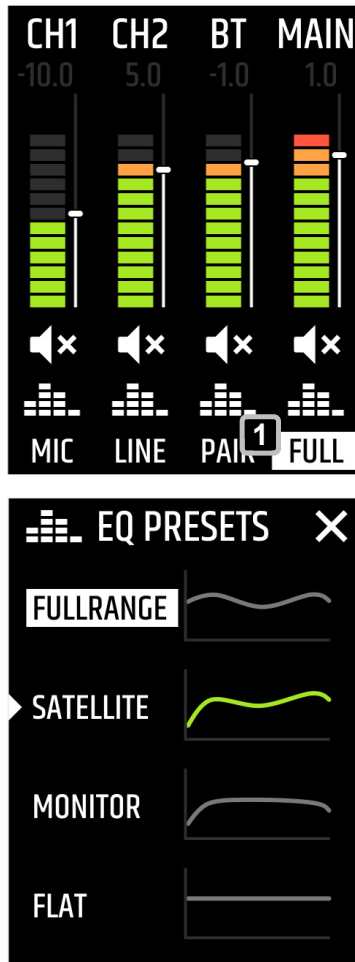 CH1 CH2 BT MAIN
-10.0 5.0 -1.0 1.0
MIC LINE PAIR 1 FULL
EQ PRESETS
FULLRANGE
SATELLITE
MONITOR
FLAT